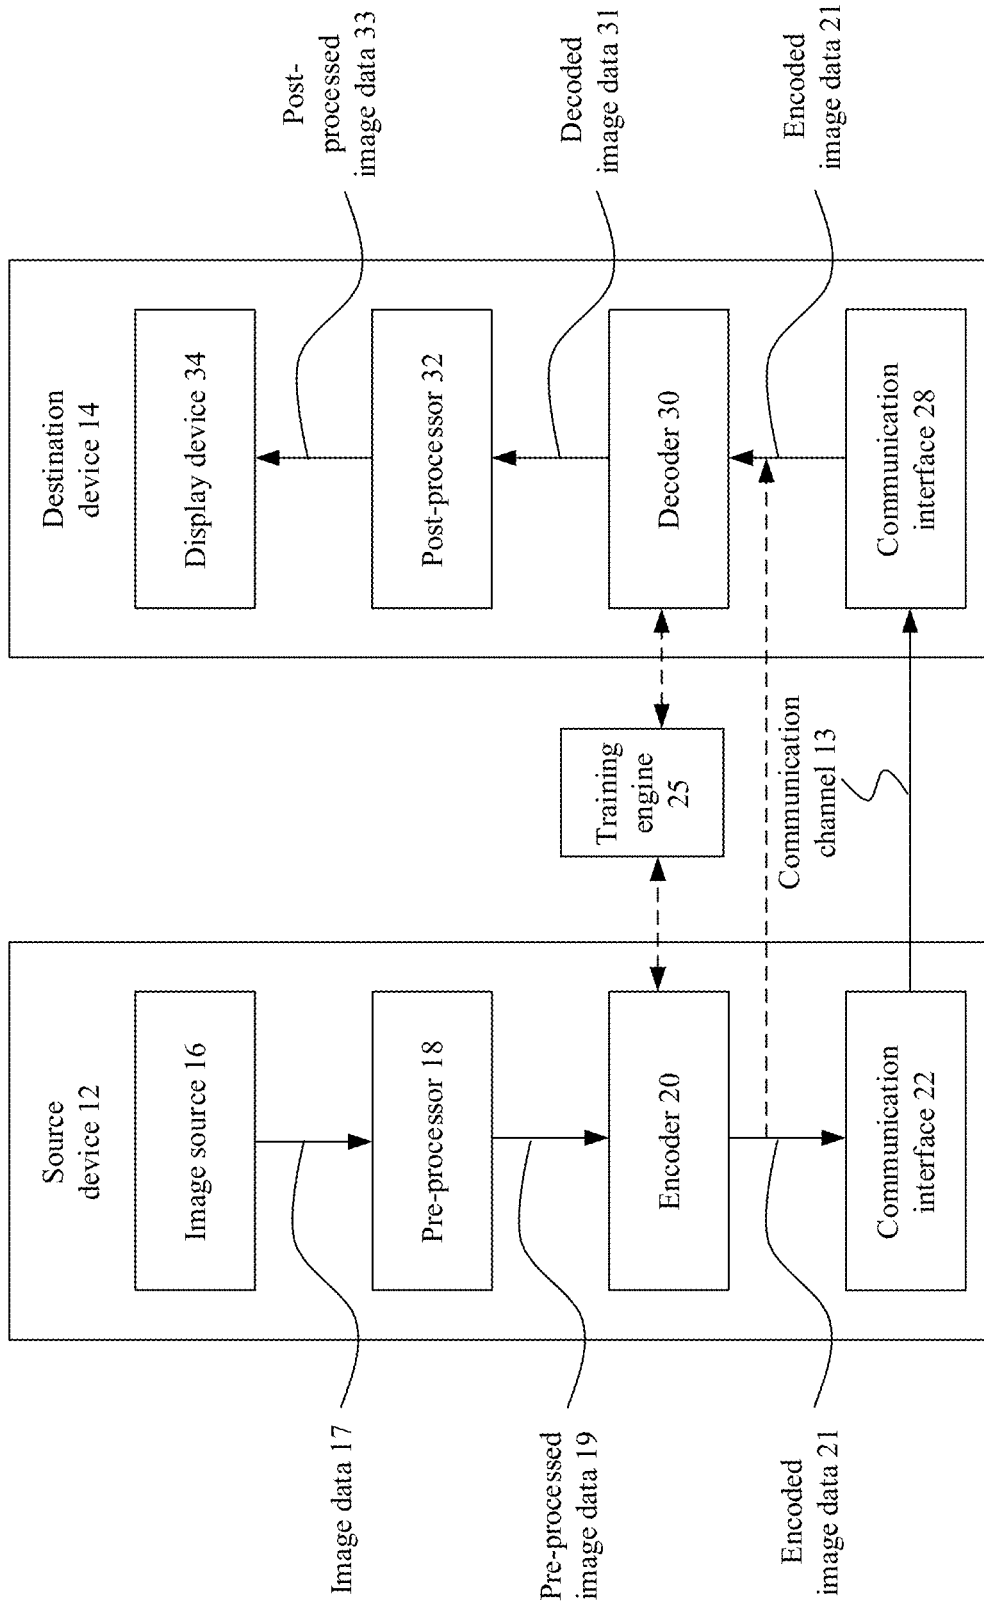 Source
device 12
Image source 16
Image data 17
Pre-processor 18
Pre-processed
image data 19
Encoder 20
Encoded
image data 21
Communication
interface 22
Training
engine
25
Communication
channel 13
Destination
device 14
Display device 34
Post-
processed
image data 33
Post-processor 32
Decoded
image data 31
Decoder 30
Encoded
image data 21
Communication
interface 28